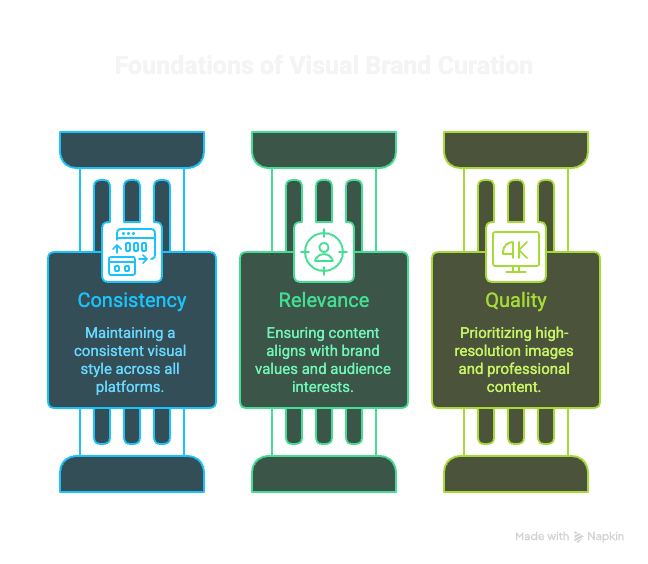 Foundations of Visual Brand Curation
4K
Consistency
Relevance
Quality
Maintaining a
consistent visual
style across all
platforms.
Ensuring content
aligns with brand
values and audience
interests.
Prioritizing high-
resolution images
and professional
content.
Made with Napkin